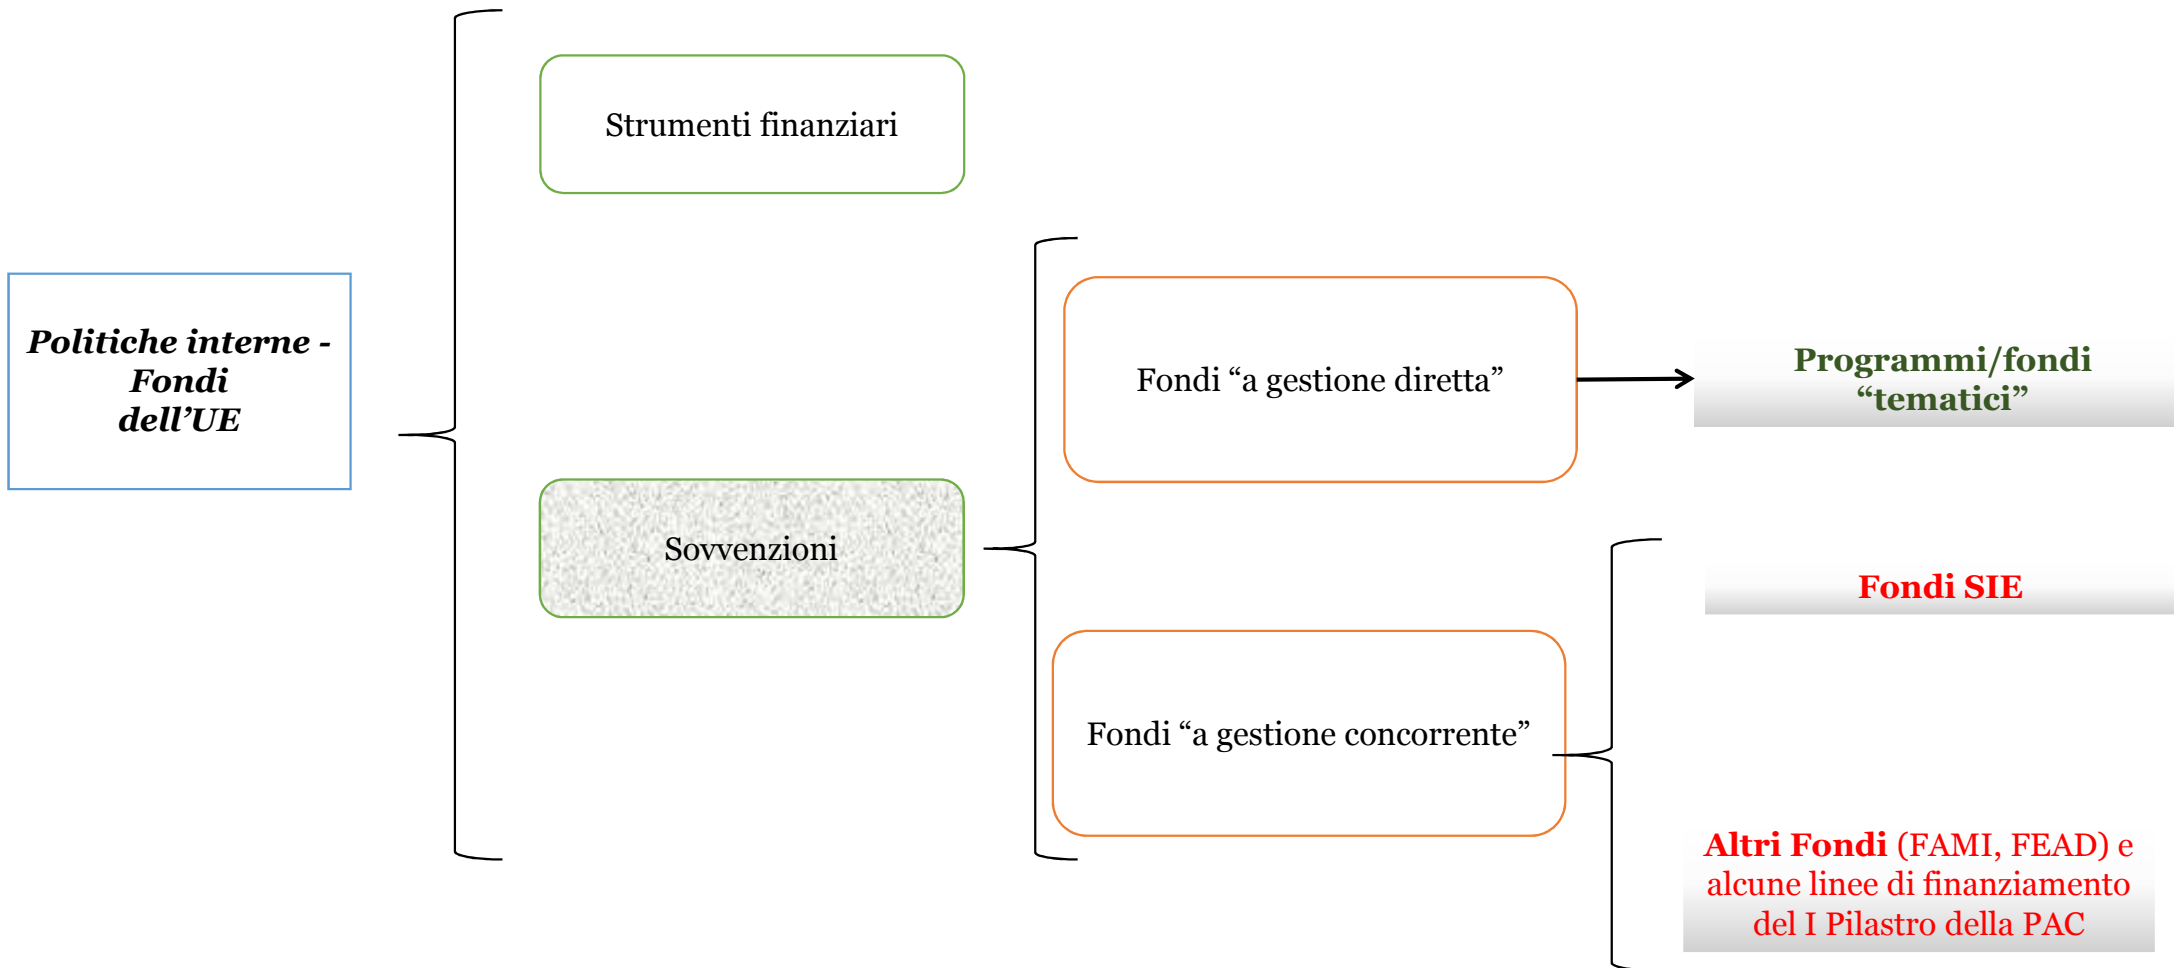 Strumenti finanziari
Politiche interne -
Fondi
dell’UE
Fondi “a gestione diretta”
Programmi/fondi
“tematici”
Sovvenzioni
Fondi SIE
Fondi “a gestione concorrente”
Altri Fondi (FAMI, FEAD) e
alcune linee di finanziamento
del I Pilastro della PAC